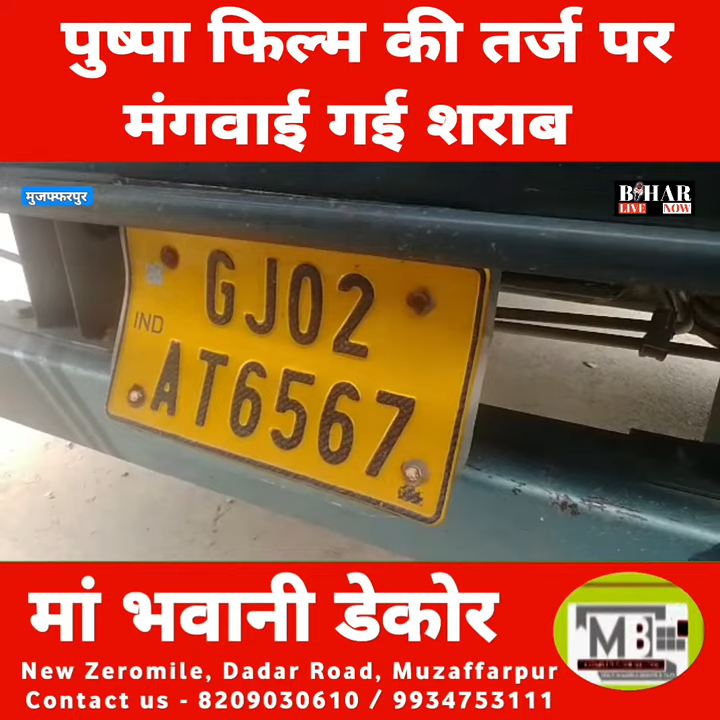 पुष्पा फिल्म की तर्ज पर
मंगवाई गई शराब
मुजफ्फरपुर
BIHAR
LIVE NOW
GJ02
IND
AT6567
मां भवानी डेकोर
MB
New Zeromile, Dadar Road, Muzaffarpur
Contact us - 8209030610 / 9934753111